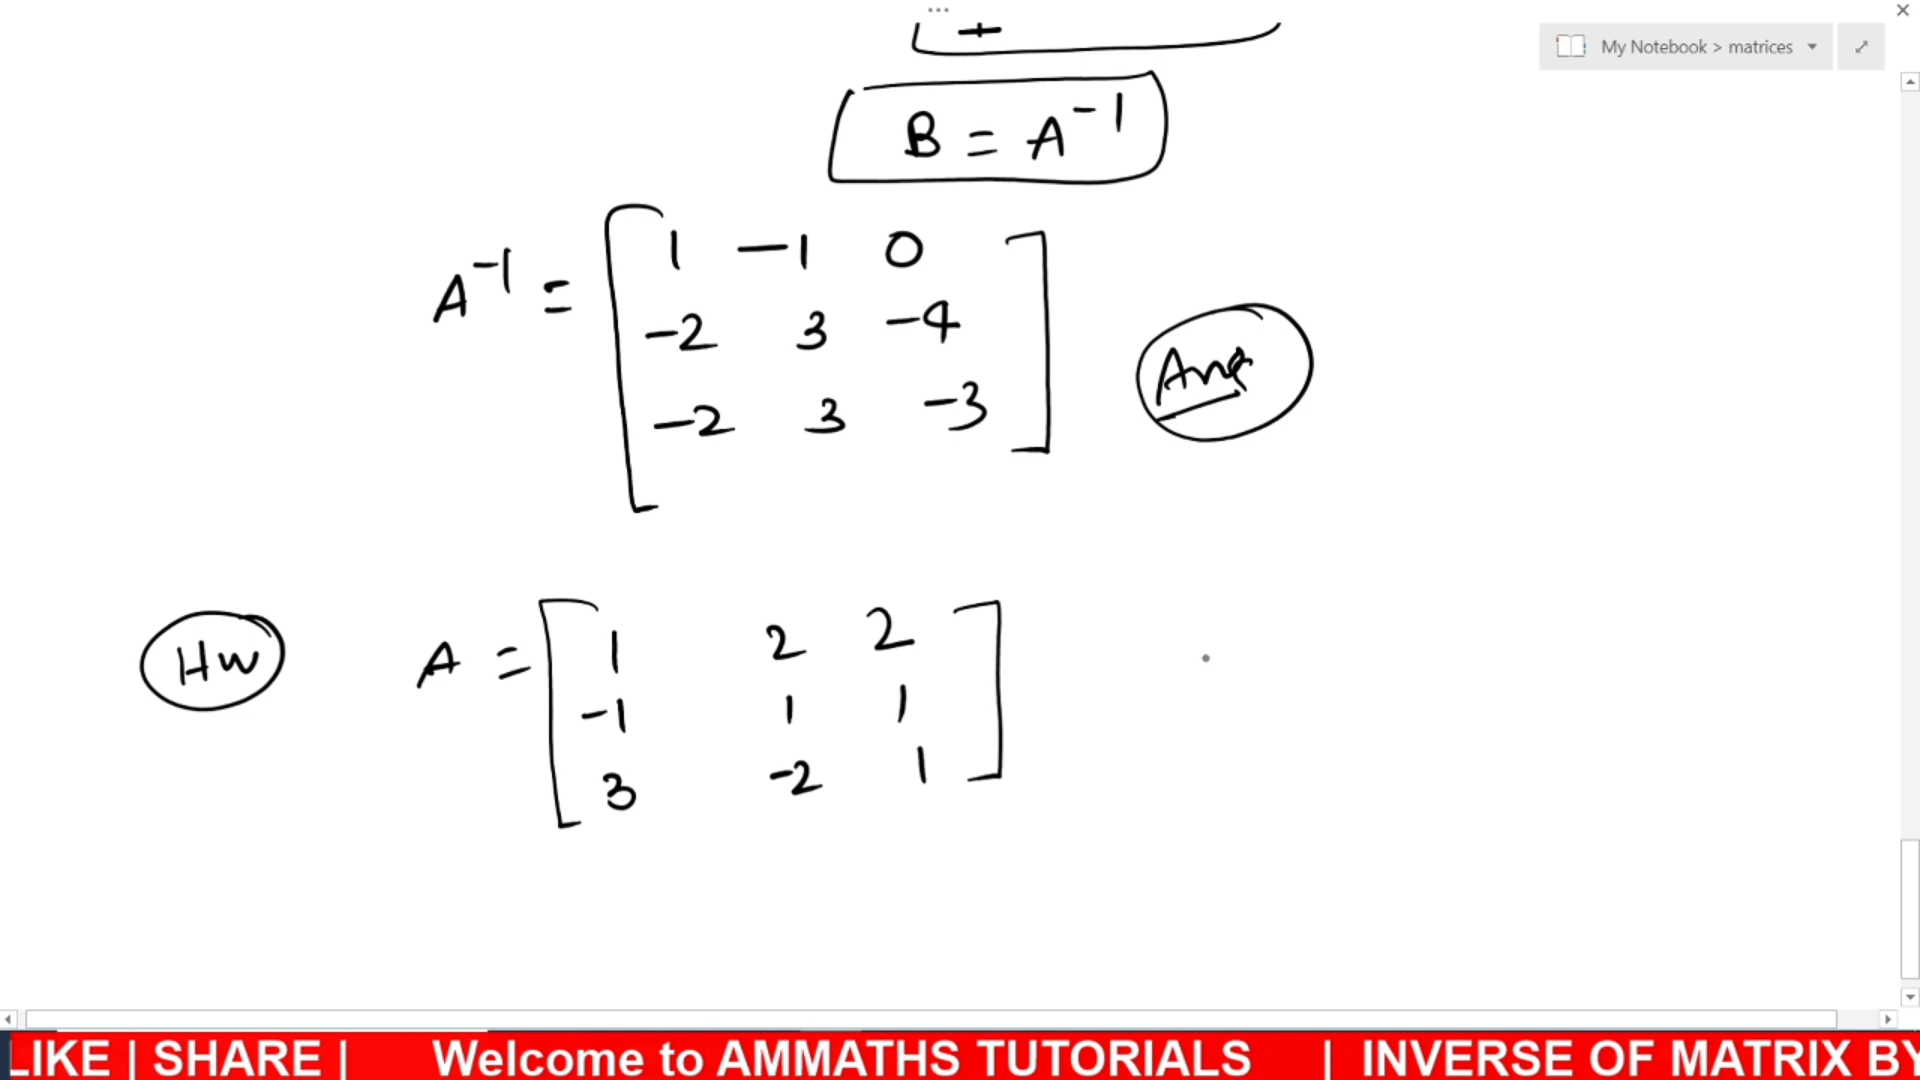 My Notebook > matrices
B = A⁻¹
A⁻¹ =
1 -1 0
-2 3 -4
-2 3 -3
Ans
HW
A =
1 2 2
-1 1 1
3 -2 1
LIKE | SHARE | Welcome to AMMATHS TUTORIALS | INVERSE OF MATRIX BY